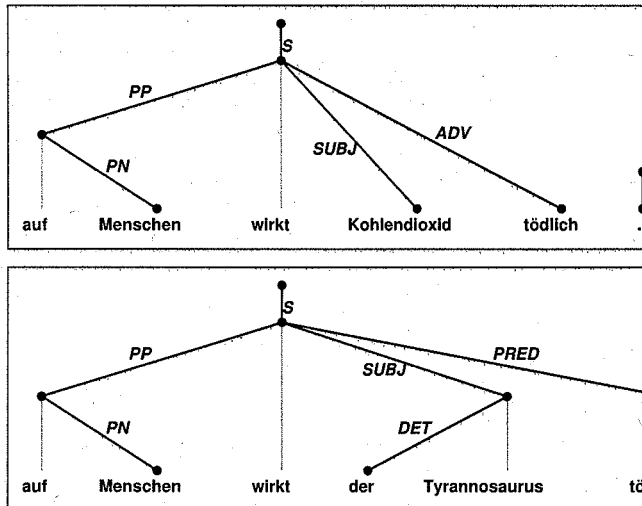 S
PP
ADV
SUBJ
PN
auf Menschen wirkt Kohlendioxid tödlich .
S
PP
PRED
SUBJ
PN
DET
auf Menschen wirkt der Tyrannosaurus tö